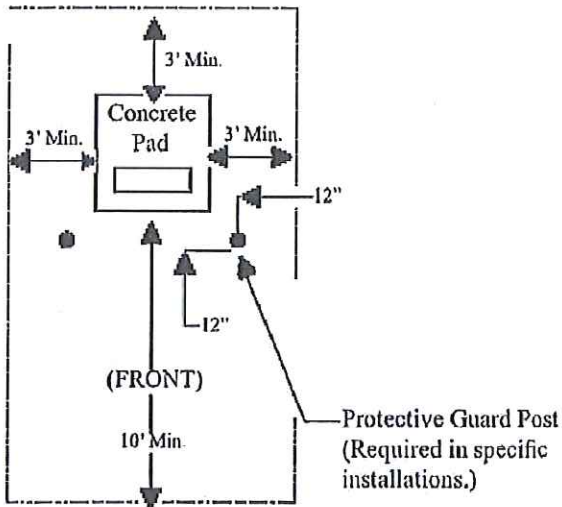 3' Min.
Concrete
Pad
3' Min.
3' Min.
12"
12"
(FRONT)
10' Min.
Protective Guard Post
(Required in specific
installations.)